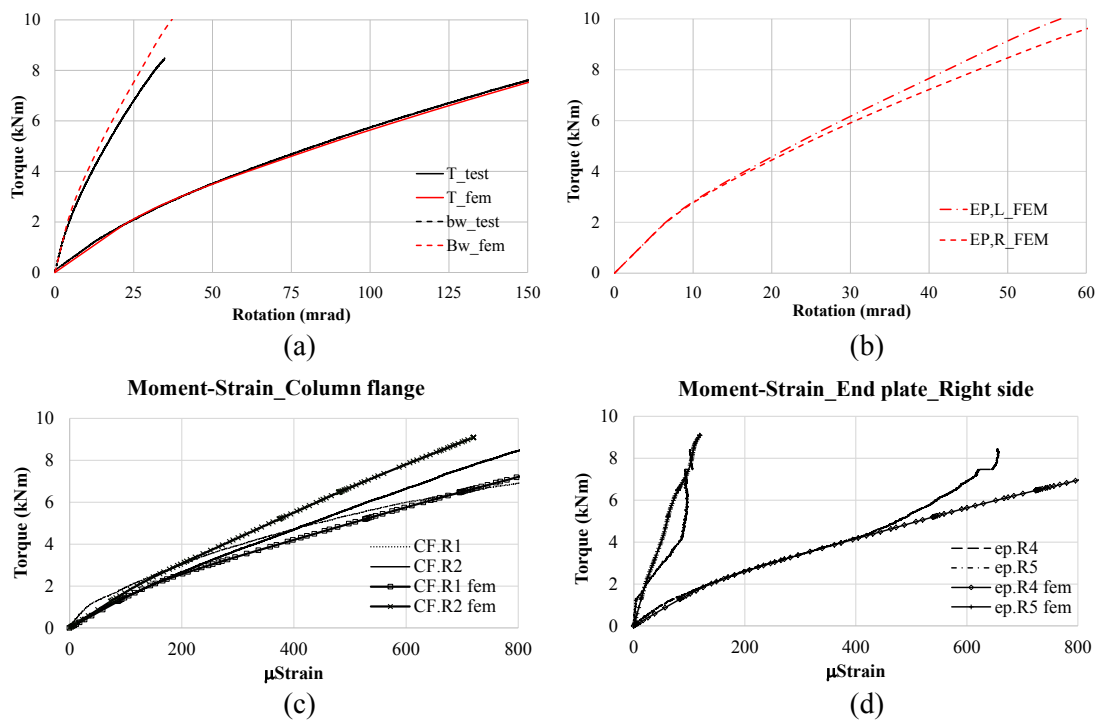 10
8
6
4
2
0
Torque (kNm)
T_test
T_fem
bw_test
Bw_fem
0 25 50 75 100 125 150
Rotation (mrad)
(a)
10
8
6
4
2
0
Torque (kNm)
EP,L_FEM
EP,R_FEM
0 10 20 30 40 50 60
Rotation (mrad)
(b)
Moment-Strain_Column flange
10
8
6
4
2
0
Torque (kNm)
CF.R1
CF.R2
CF.R1 fem
CF.R2 fem
0 200 400 600 800
μStrain
(c)
Moment-Strain_End plate_Right side
10
8
6
4
2
0
Torque (kNm)
ep.R4
ep.R5
ep.R4 fem
ep.R5 fem
0 200 400 600 800
μStrain
(d)